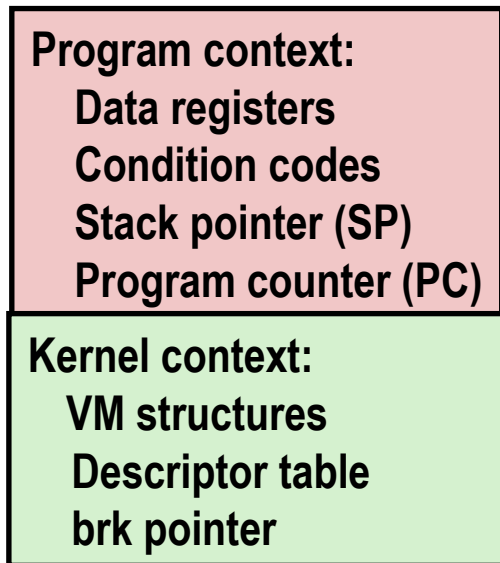 Program context:
Data registers
Condition codes
Stack pointer (SP)
Program counter (PC)
Kernel context:
VM structures
Descriptor table
brk pointer